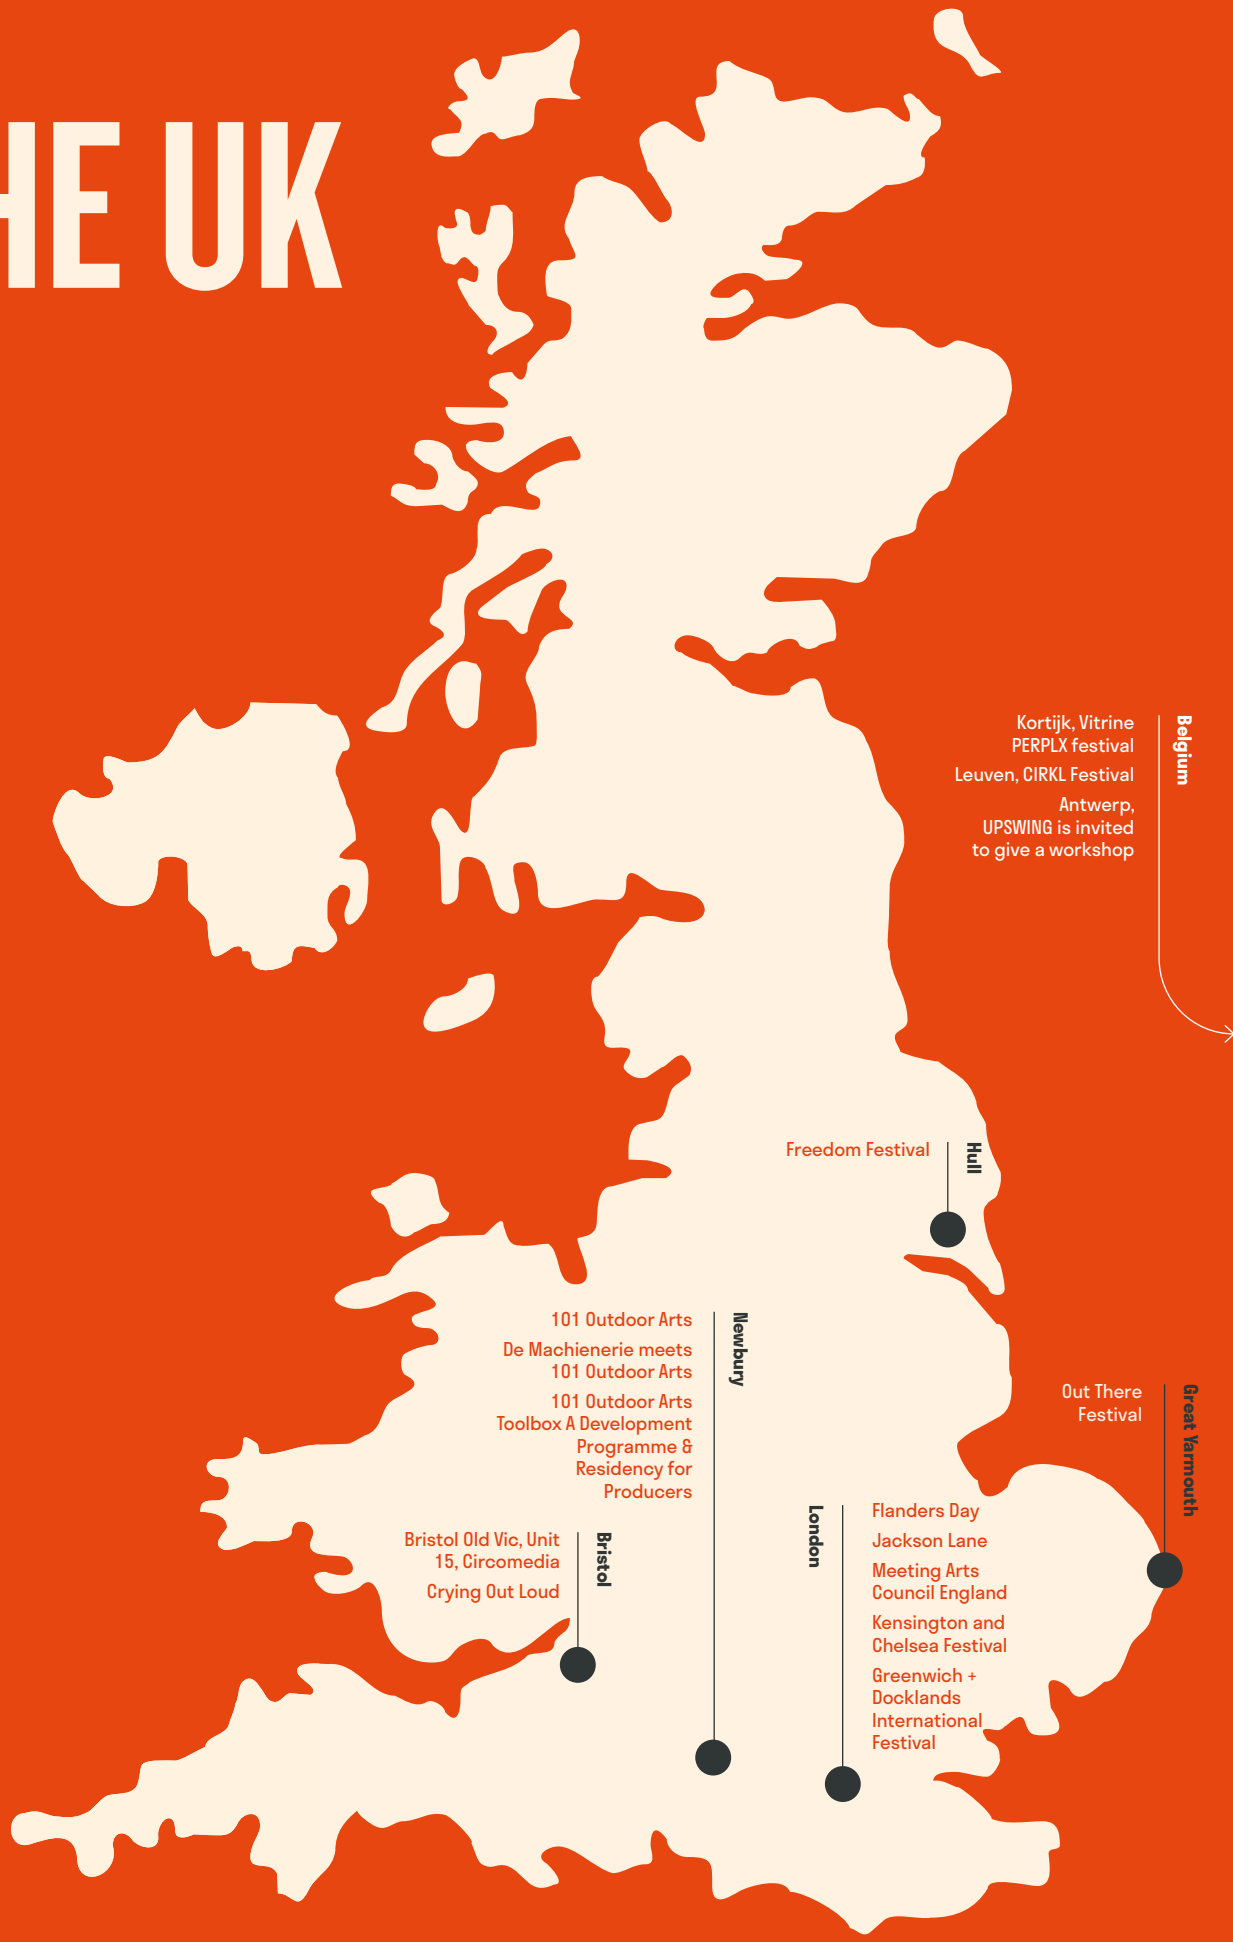 HE UK
Belgium
Kortijk, Vitrine
PERPLX festival
Leuven, CIRKL Festival
Antwerp,
UPSWING is invited
to give a workshop
Hull
Freedom Festival
Newbury
101 Outdoor Arts
De Machienerie meets
101 Outdoor Arts
101 Outdoor Arts
Toolbox A Development
Programme &
Residency for
Producers
Great Yarmouth
Out There
Festival
Bristol
Bristol Old Vic, Unit
15, Circomedia
Crying Out Loud
London
Flanders Day
Jackson Lane
Meeting Arts
Council England
Kensington and
Chelsea Festival
Greenwich +
Docklands
International
Festival